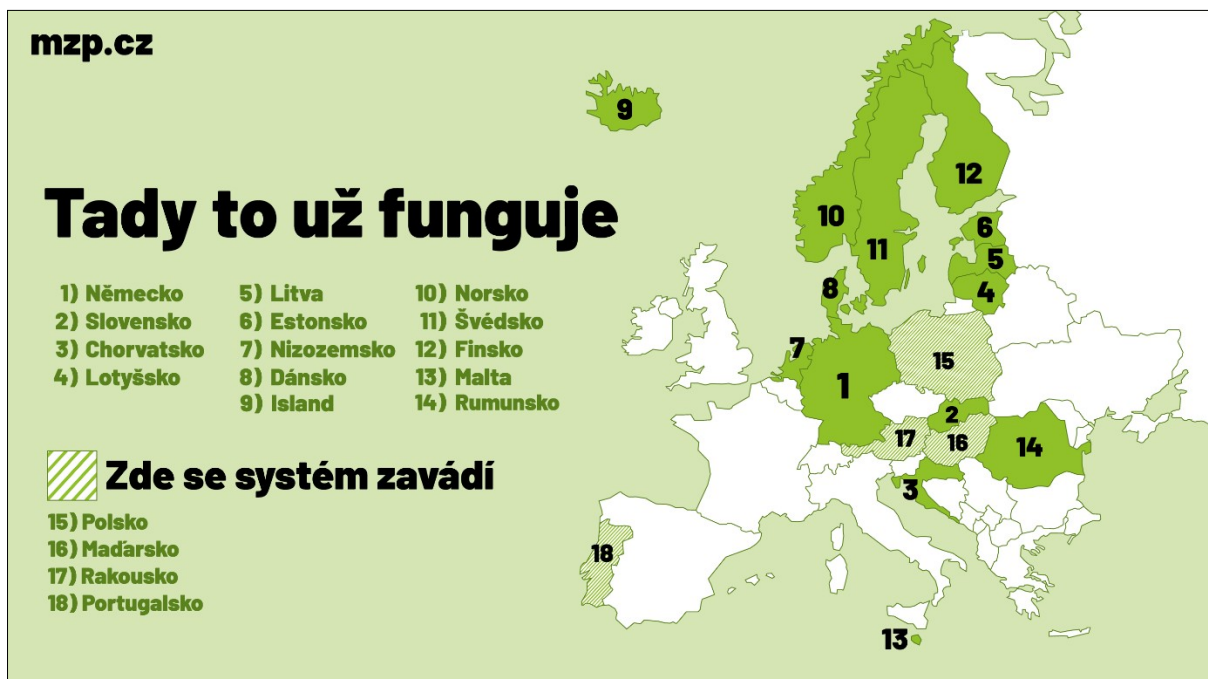 mzp.cz
Tady to už funguje
1) Německo
2) Slovensko
3) Chorvatsko
4) Lotyšsko
5) Litva
6) Estonsko
7) Nizozemsko
8) Dánsko
9) Island
10) Norsko
11) Švédsko
12) Finsko
13) Malta
14) Rumunsko
Zde se systém zavádí
15) Polsko
16) Maďarsko
17) Rakousko
18) Portugalsko
9
12
10
6
11
5
8
4
7
15
1
2
17
16
14
3
18
13